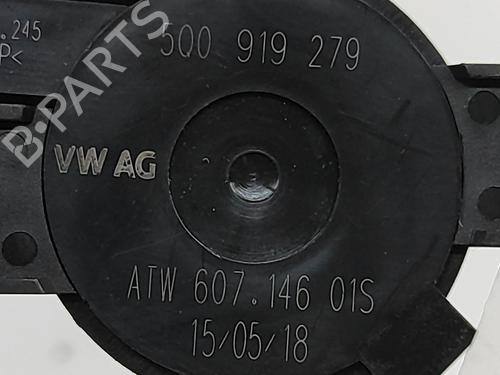 .245
P<
5Q0 919 279
B-PARTS
VW AG
ATW 607.146 01S
15/05/18